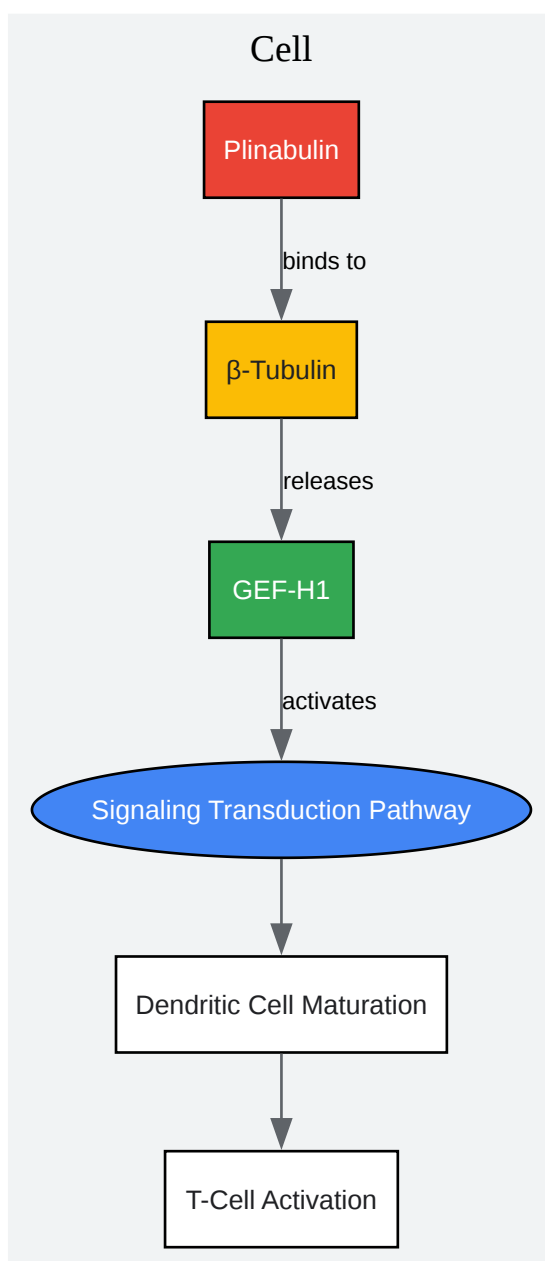 Cell
Plinabulin
binds to
β-Tubulin
releases
GEF-H1
activates
Signaling Transduction Pathway
Dendritic Cell Maturation
T-Cell Activation